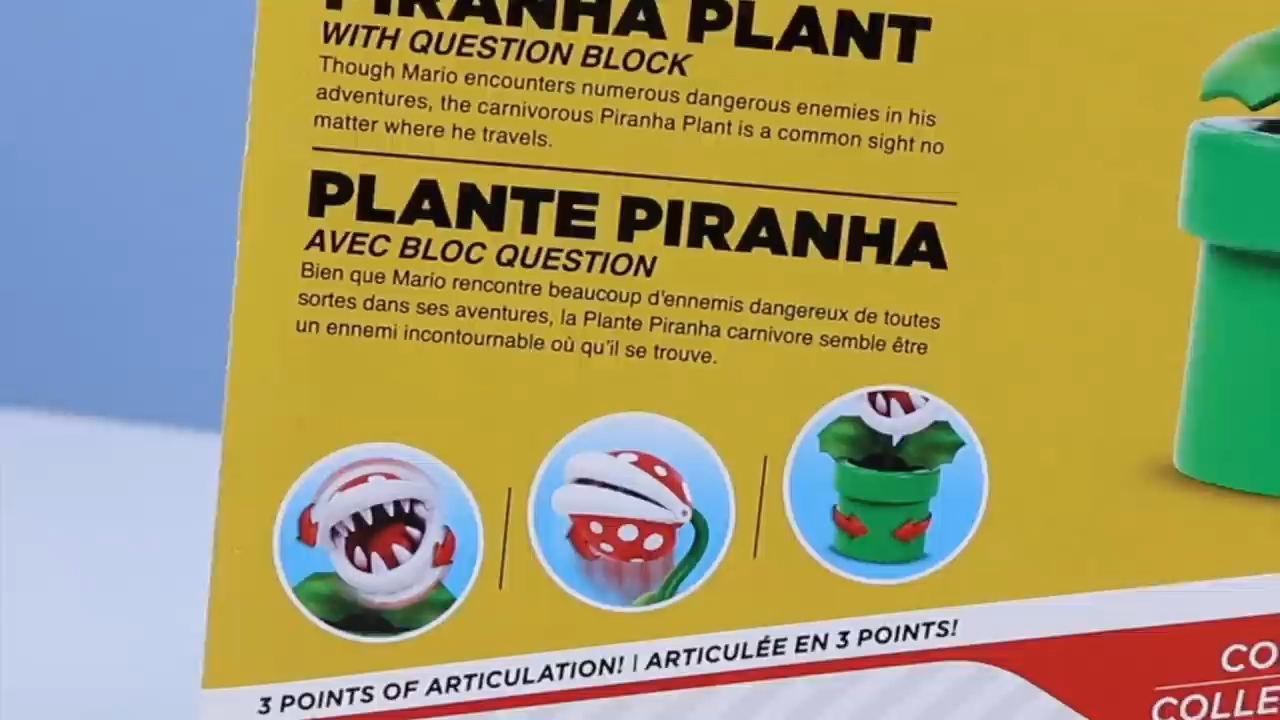 PIRANHA PLANT
WITH QUESTION BLOCK
Though Mario encounters numerous dangerous enemies in his
adventures, the carnivorous Piranha Plant is a common sight no
matter where he travels.
PLANTE PIRANHA
AVEC BLOC QUESTION
Bien que Mario rencontre beaucoup d'ennemis dangereux de toutes
sortes dans ses aventures, la Plante Piranha carnivore semble être
un ennemi incontournable où qu'il se trouve.
3 POINTS OF ARTICULATION! | ARTICULÉE EN 3 POINTS!
CO
COLLE